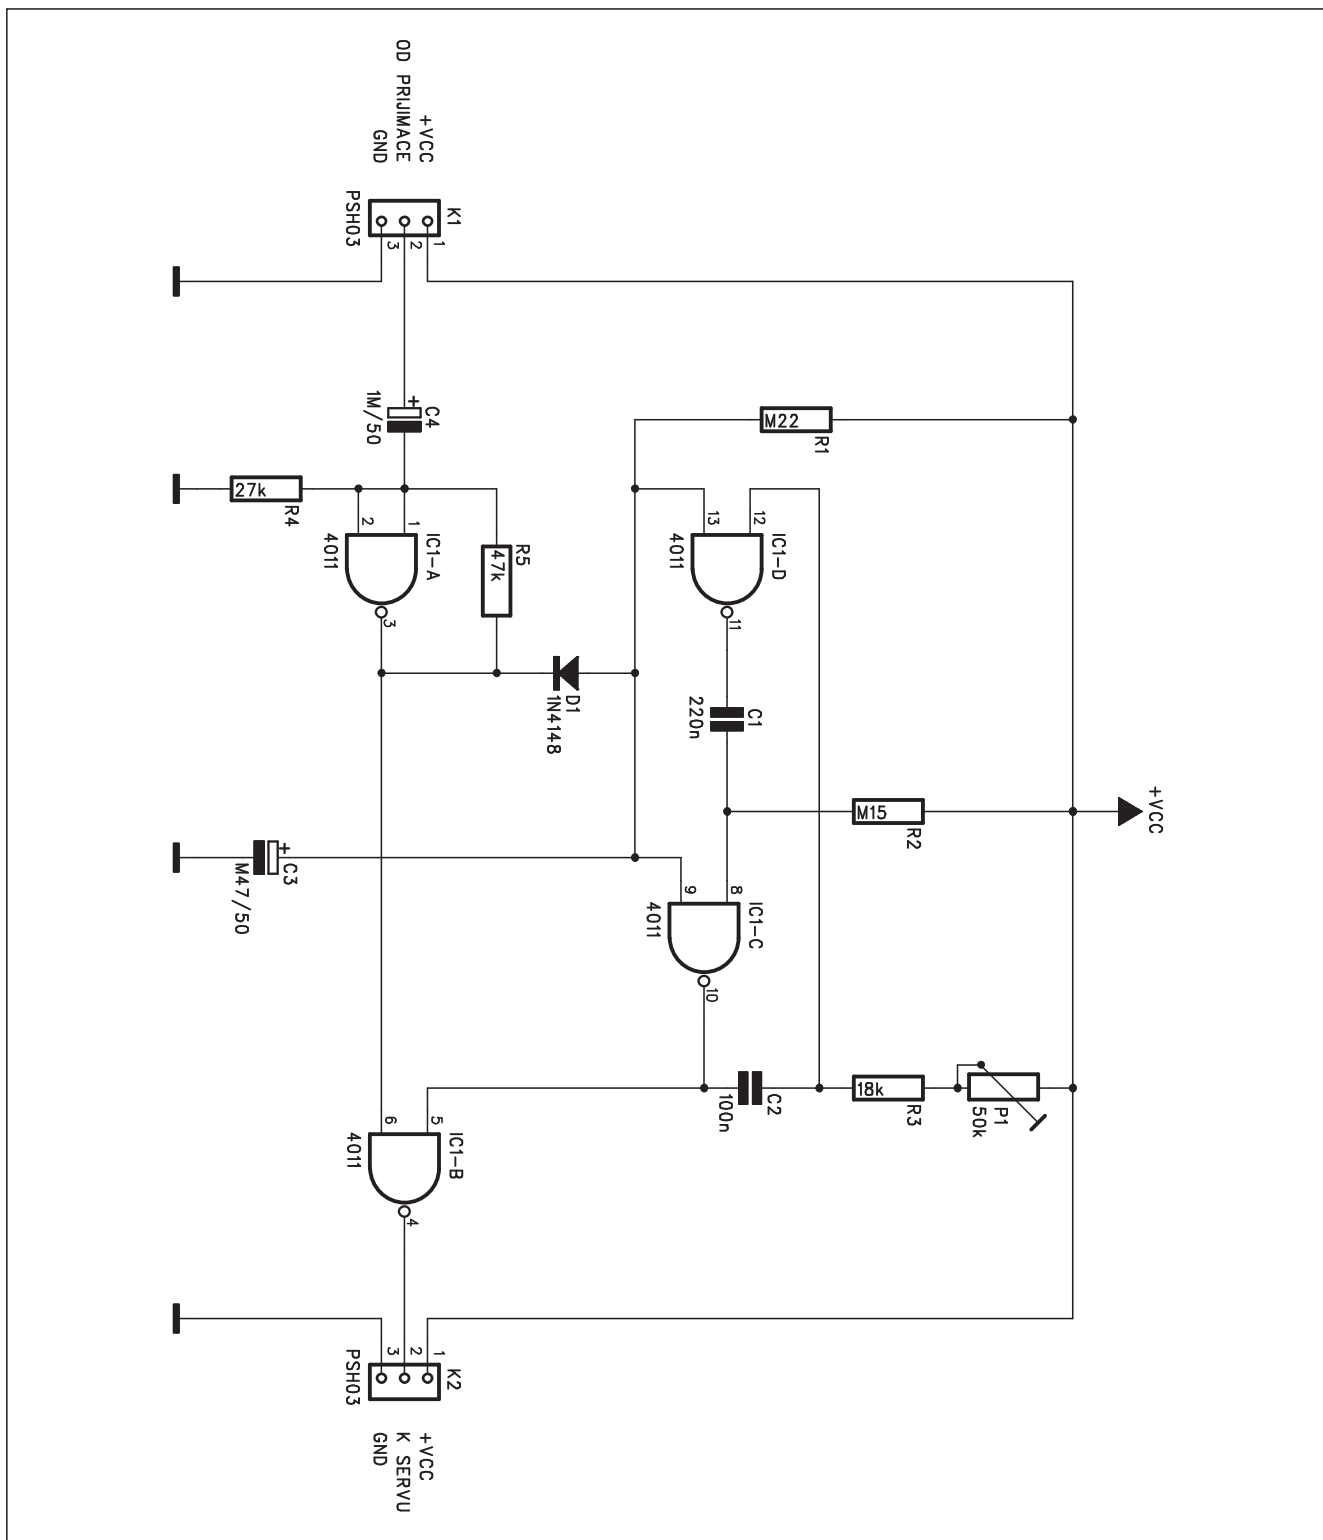 OD PRIJIMACE
+VCC
GND
K1
PSH03
1
2
3
+
C4
1M/50
M22
R1
27k
R4
2
1
IC1-A
4011
3
R5
47k
13
12
IC1-D
4011
11
D1
1N4148
C1
220n
+VCC
M15
R2
+
C3
M47/50
9
8
IC1-C
4011
10
C2
100n
18k
R3
P1
50k
6
5
IC1-B
4011
4
1
2
3
K2
PSH03
+VCC
K SERVU
GND